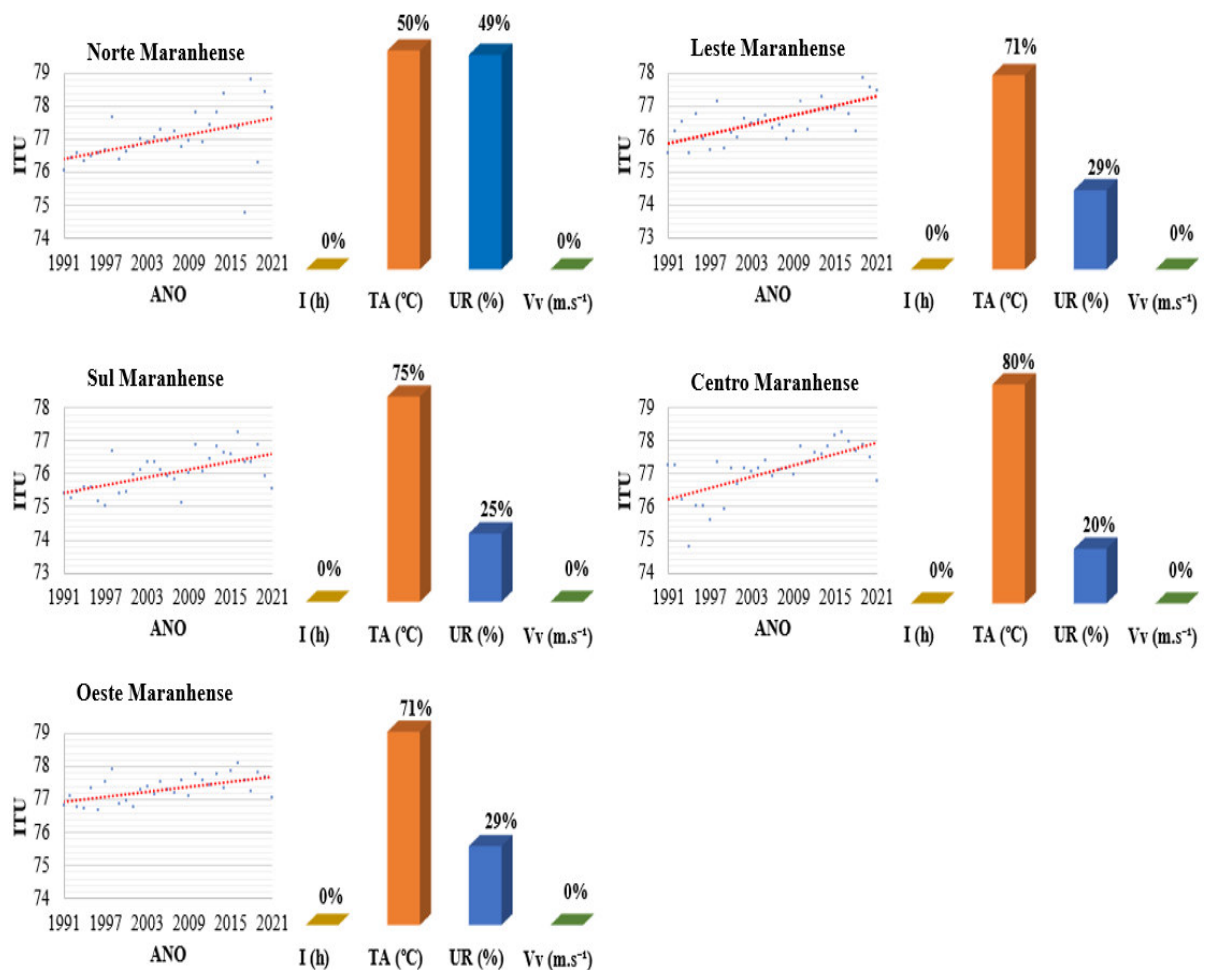 Norte Maranhense
ITU
79
78
77
76
75
74
1991 1997 2003 2009 2015 2021
ANO
0% 50% 49% 0%
I (h) TA (°C) UR (%) Vv (m.s⁻¹)
Leste Maranhense
ITU
78
77
76
75
74
73
1991 1997 2003 2009 2015 2021
ANO
0% 71% 29% 0%
I (h) TA (°C) UR (%) Vv (m.s⁻¹)
Sul Maranhense
ITU
78
77
76
75
74
73
1991 1997 2003 2009 2015 2021
ANO
0% 75% 25% 0%
I (h) TA (°C) UR (%) Vv (m.s⁻¹)
Centro Maranhense
ITU
79
78
77
76
75
74
1991 1997 2003 2009 2015 2021
ANO
0% 80% 20% 0%
I (h) TA (°C) UR (%) Vv (m.s⁻¹)
Oeste Maranhense
ITU
79
78
77
76
75
74
1991 1997 2003 2009 2015 2021
ANO
0% 71% 29% 0%
I (h) TA (°C) UR (%) Vv (m.s⁻¹)